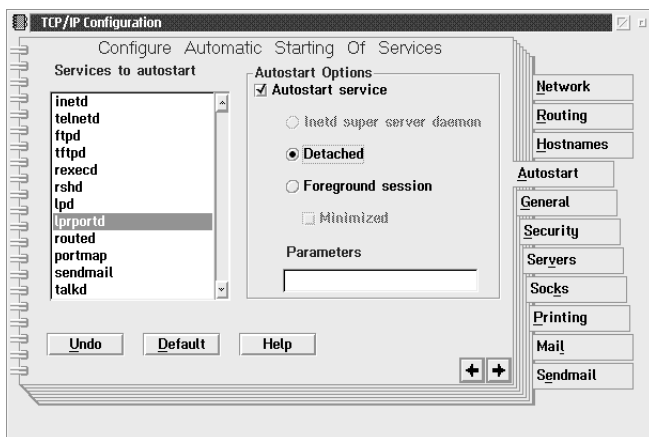 TCP/IP Configuration
Configure Automatic Starting Of Services
Services to autostart
inetd
telnetd
ftpd
tftpd
rexecd
rshd
lpd
lprportd
routed
portmap
sendmail
talkd
Autostart Options
Autostart service
Inetd super server daemon
Detached
Foreground session
Minimized
Parameters
Undo
Default
Help
Network
Routing
Hostnames
Autostart
General
Security
Servers
Socks
Printing
Mail
Sendmail